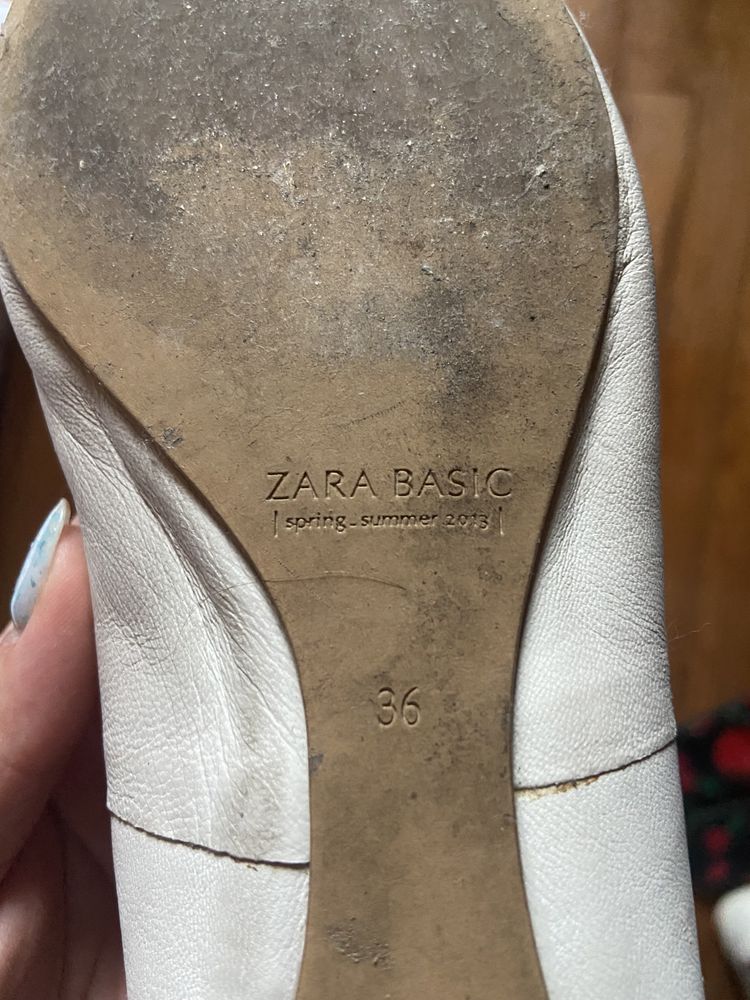 ZARA BASIC
| spring_summer 2013 |
36